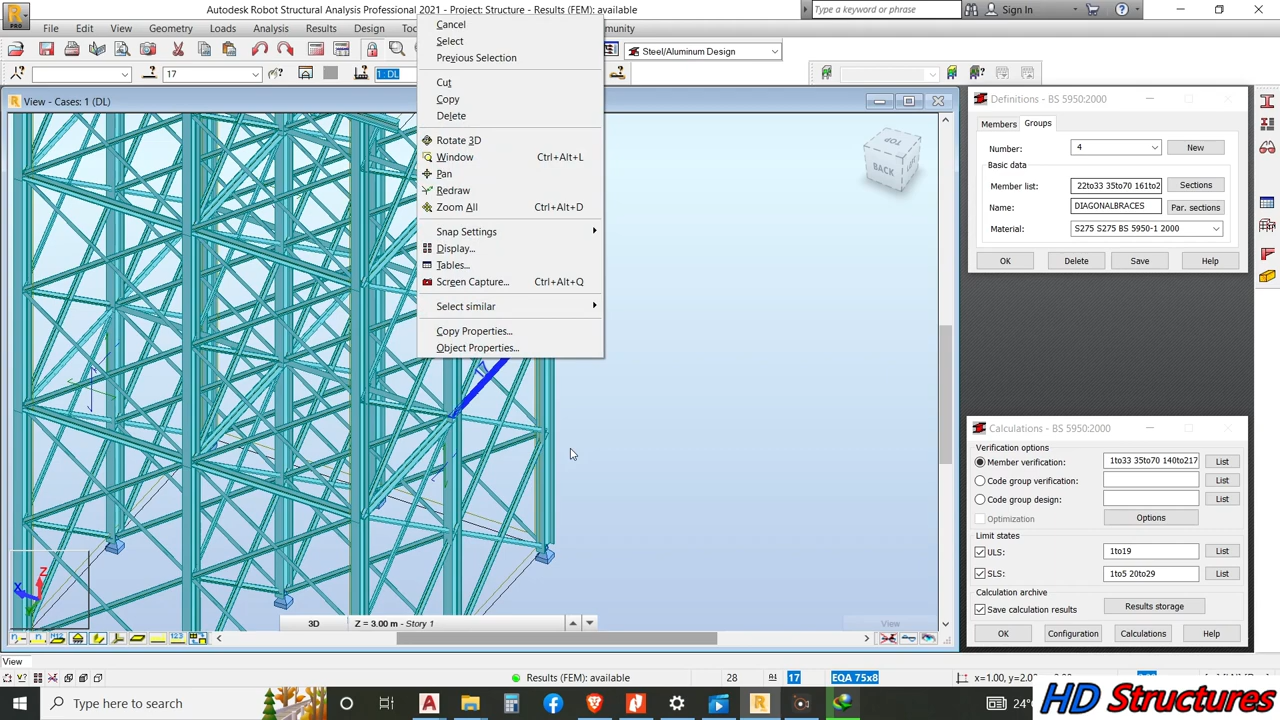 Autodesk Robot Structural Analysis Professional 2021 - Project: Structure - Results (FEM): available
Type a keyword or phrase
Sign In
PRO
File Edit View Geometry Loads Analysis Results Design
Steel/Aluminum Design
17
1: DL
View - Cases: 1 (DL)
Cancel
Select
Previous Selection
Cut
Copy
Delete
Rotate 3D
Window Ctrl+Alt+L
Pan
Redraw
Zoom All Ctrl+Alt+D
Snap Settings
Display...
Tables...
Screen Capture... Ctrl+Alt+Q
Select similar
Copy Properties...
Object Properties...
TOP
BACK
Z
X
3D
Z = 3.00 m - Story 1
View
Definitions - BS 5950:2000
Members Groups
Number: 4 New
Basic data
Member list: 22to33 35to70 161to2 Sections
Name: DIAGONALBRACES Par. sections
Material: S275 S275 BS 5950-1 2000
OK Delete Save Help
Calculations - BS 5950:2000
Verification options
Member verification: 1to33 35to70 140to217 List
Code group verification: List
Code group design: List
Optimization Options
Limit states
ULS: 1to19 List
SLS: 1to5 20to29 List
Calculation archive
Save calculation results Results storage
OK Configuration Calculations Help
View
Results (FEM): available
28
17
EQA 75x8
Type here to search
24°
HD Structures